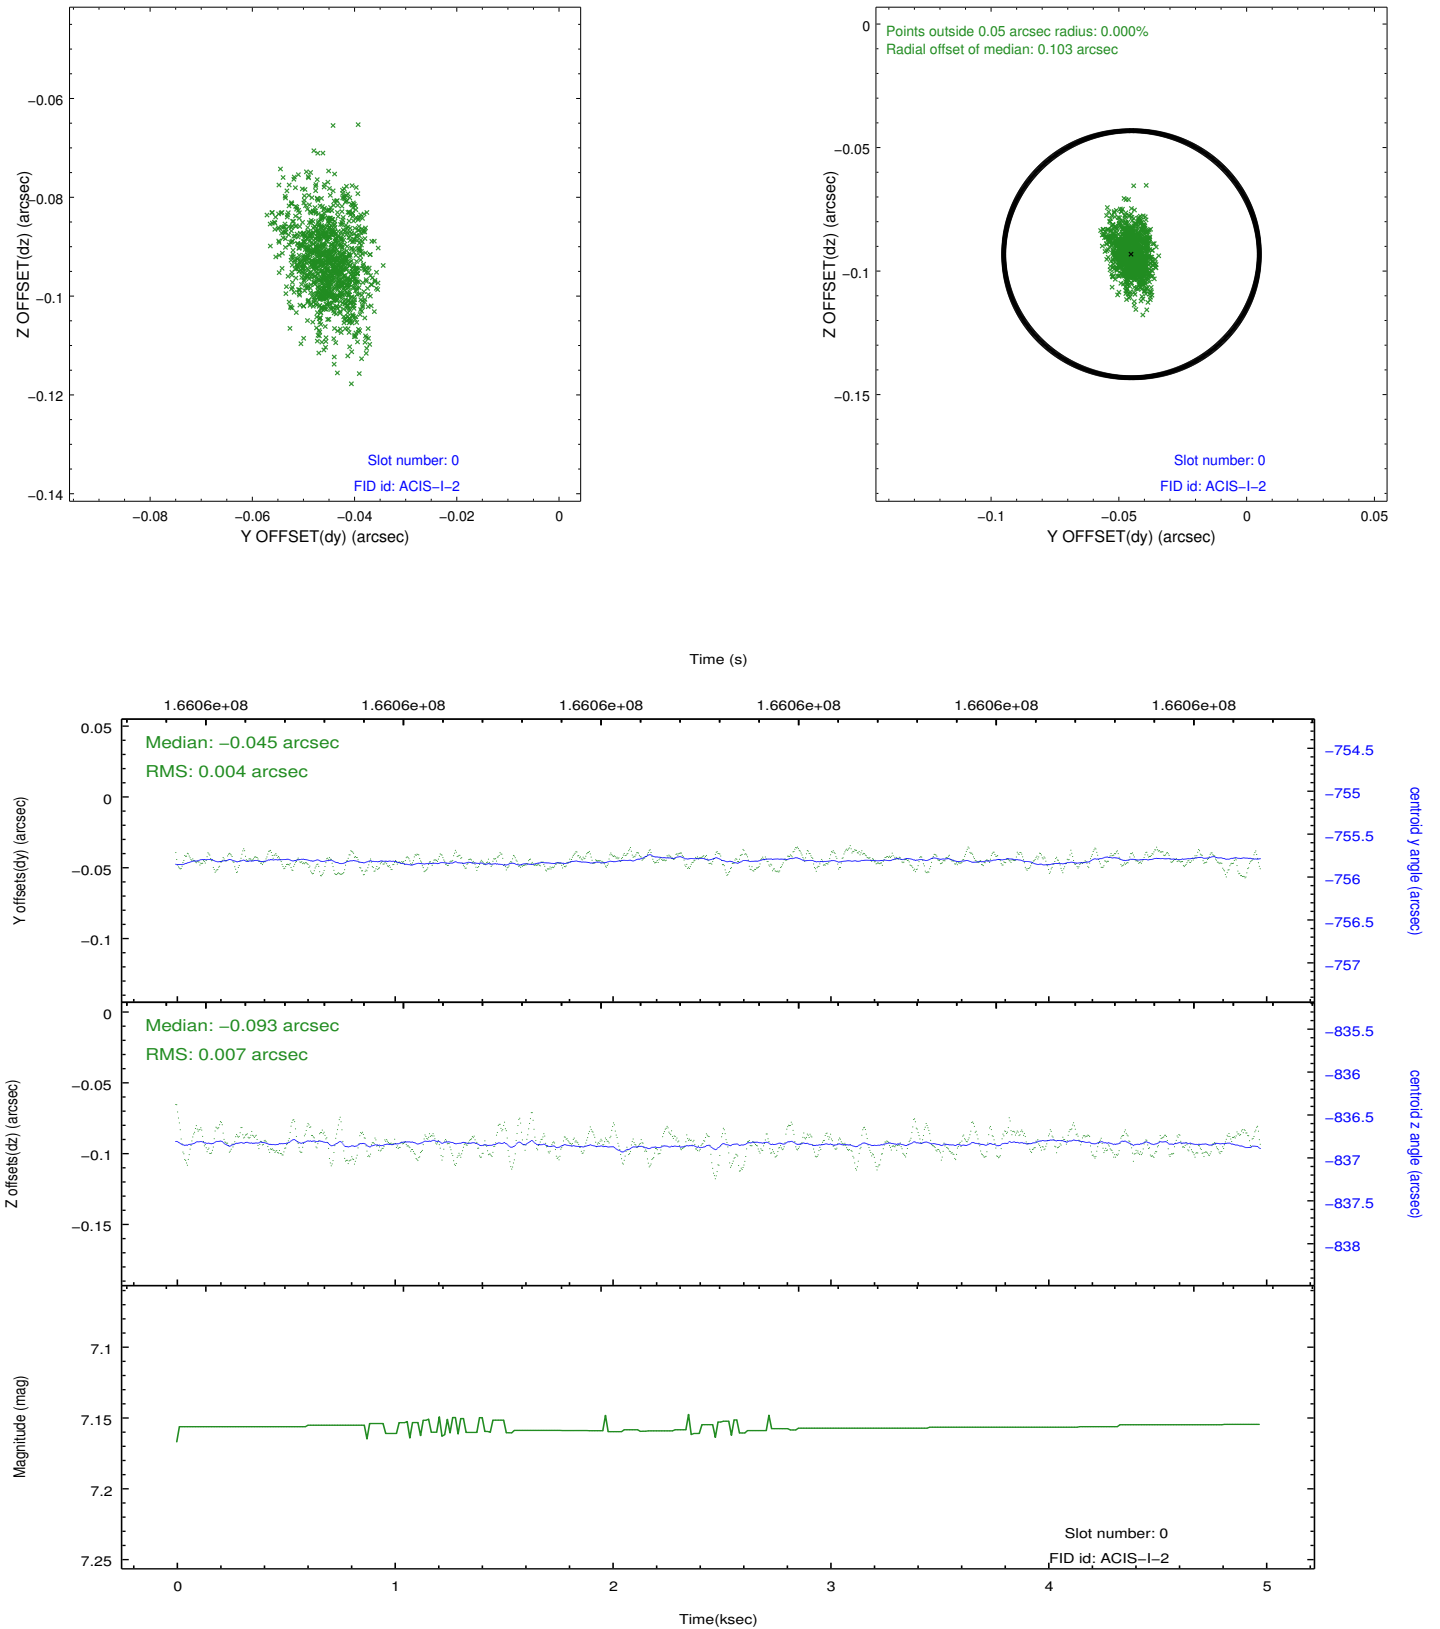 −0.06
−0.08
−0.1
−0.12
−0.14
Z OFFSET(dz) (arcsec)
Slot number: 0
FID id: ACIS−I−2
−0.08
−0.06
−0.04
−0.02
0
Y OFFSET(dy) (arcsec)
Points outside 0.05 arcsec radius: 0.000%
Radial offset of median: 0.103 arcsec
0
−0.05
−0.1
−0.15
Z OFFSET(dz) (arcsec)
Slot number: 0
FID id: ACIS−I−2
−0.1
−0.05
0
0.05
Y OFFSET(dy) (arcsec)
Time (s)
1.6606e+08
1.6606e+08
1.6606e+08
1.6606e+08
1.6606e+08
1.6606e+08
Median: −0.045 arcsec
RMS: 0.004 arcsec
0.05
0
−0.05
−0.1
Y offsets(dy) (arcsec)
−754.5
−755
−755.5
−756
−756.5
−757
centroid y angle (arcsec)
Median: −0.093 arcsec
RMS: 0.007 arcsec
0
−0.05
−0.1
−0.15
Z offsets(dz) (arcsec)
−835.5
−836
−836.5
−837
−837.5
−838
centroid z angle (arcsec)
7.1
7.15
7.2
7.25
Magnitude (mag)
Slot number: 0
FID id: ACIS−I−2
0
1
2
3
4
5
Time(ksec)